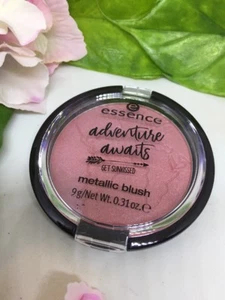 essence
adventure
awaits
GET SUNKISSED
metallic blush
9g/Net Wt. 0.31oz.